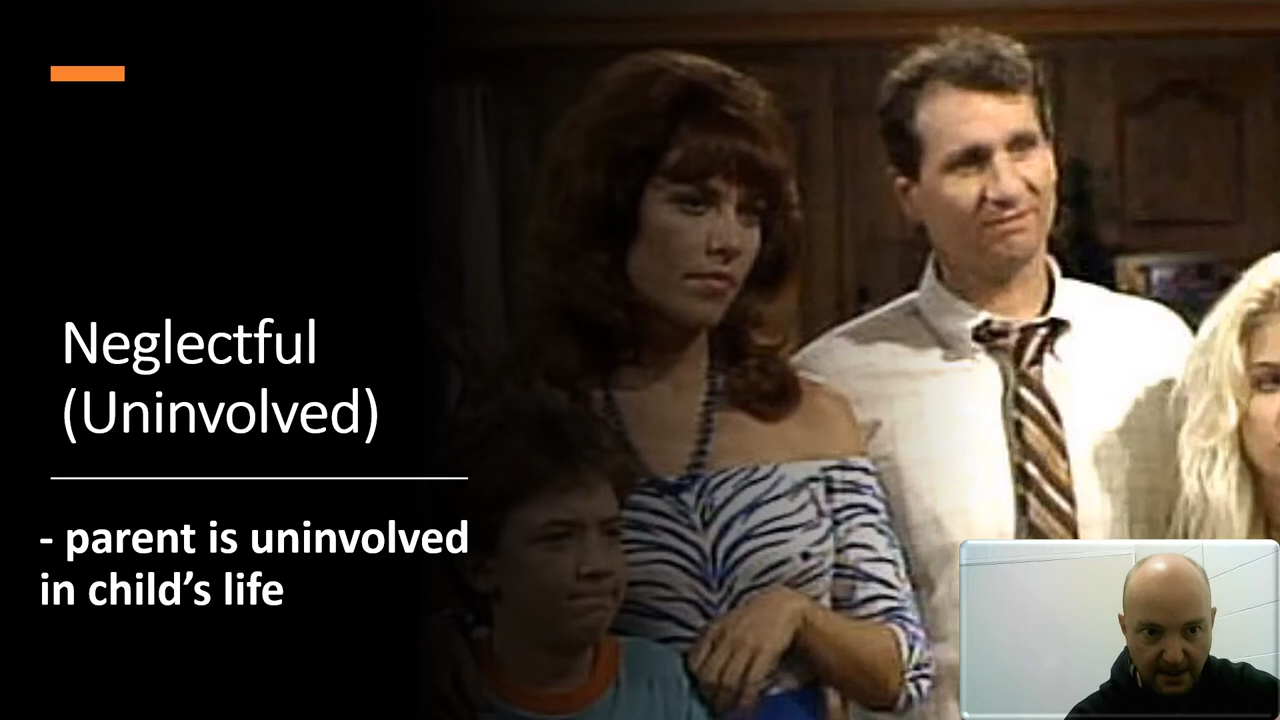 Neglectful
(Uninvolved)
- parent is uninvolved
in child’s life